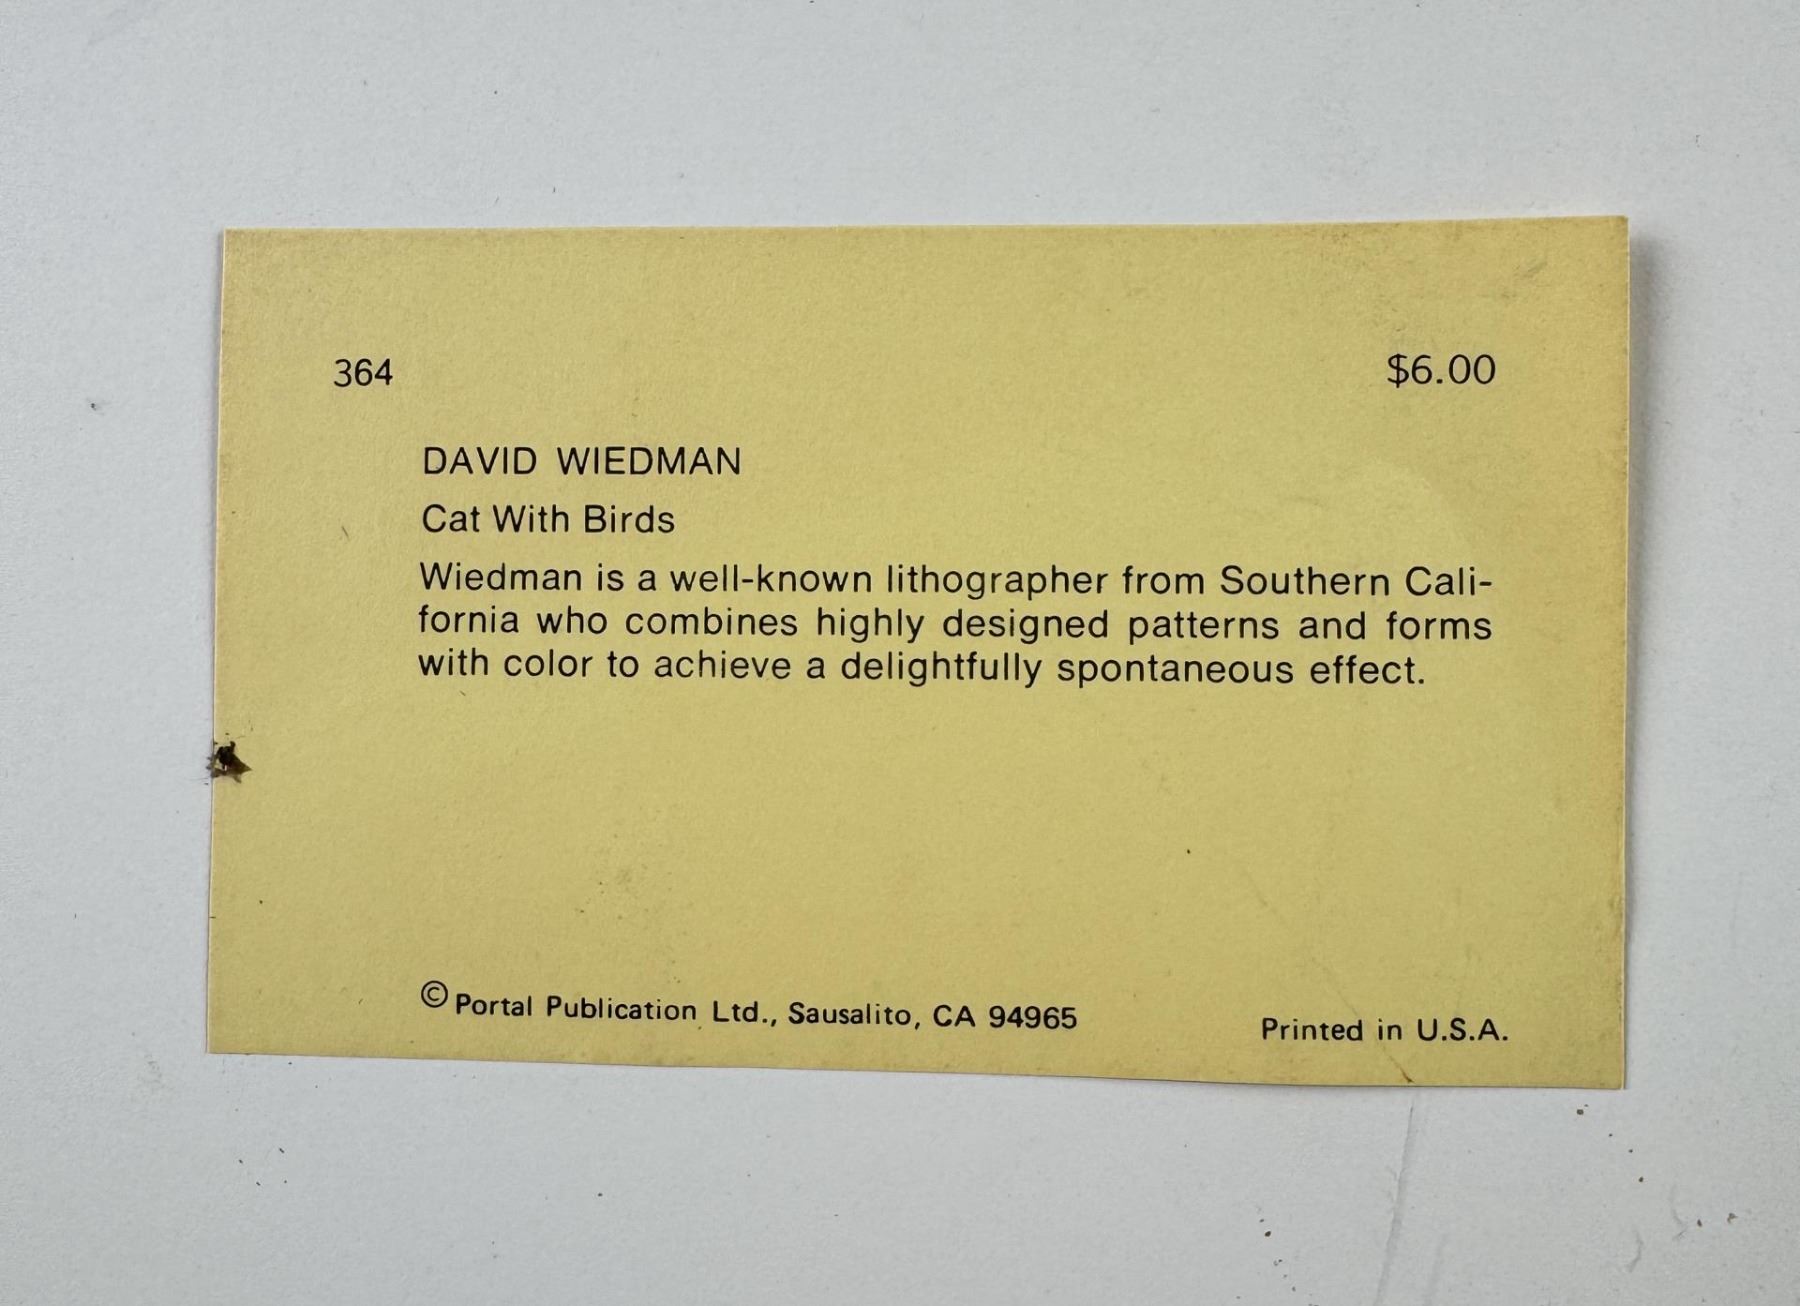 364 $6.00
DAVID WIEDMAN
Cat With Birds
Wiedman is a well-known lithographer from Southern Cali-
fornia who combines highly designed patterns and forms
with color to achieve a delightfully spontaneous effect.
© Portal Publication Ltd., Sausalito, CA 94965 Printed in U.S.A.